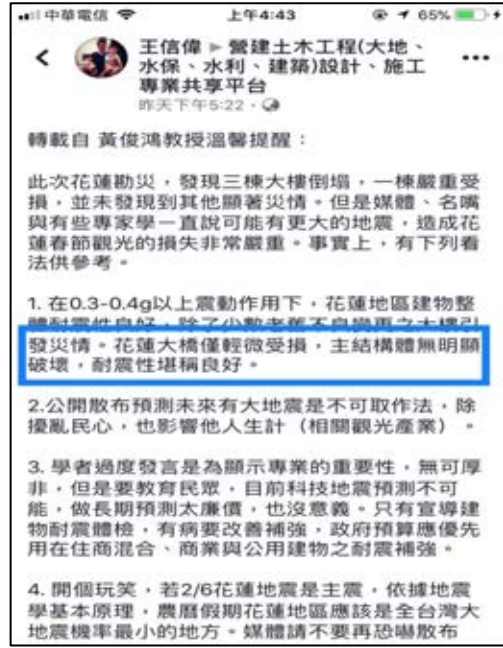 中華電信 上午4:43 65%
王信偉 ▸ 營建土木工程(大地、
水保、水利、建築)設計、施工
專業共享平台
昨天下午5:22 ·
轉載自 黃俊鴻教授溫馨提醒：
此次花蓮勘災，發現三棟大樓倒塌，一棟嚴重受
損，並未發現到其他顯著災情。但是媒體、名嘴
與有些專家學一直說可能有更大的地震，造成花
蓮春節觀光的損失非常嚴重。事實上，有下列看
法供參考。
1. 在0.3-0.4g以上震動作用下，花蓮地區建物整
體耐震性良好，除了少數老舊不良變更之大樓引
發災情。花蓮大橋僅輕微受損，主結構體無明顯
破壞，耐震性堪稱良好。
2.公開散布預測未來有大地震是不可取作法，除
擾亂民心，也影響他人生計（相關觀光產業）。
3. 學者過度發言是為顯示專業的重要性，無可厚
非，但是要教育民眾，目前科技地震預測不可
能，做長期預測太廉價，也沒意義。只有宣導建
物耐震體檢，有病要改善補強，政府預算應優先
用在住商混合、商業與公用建物之耐震補強。
4. 開個玩笑，若2/6花蓮地震是主震，依據地震
學基本原理，農曆假期花蓮地區應該是全台灣大
地震機率最小的地方。媒體請不要再恐嚇散布